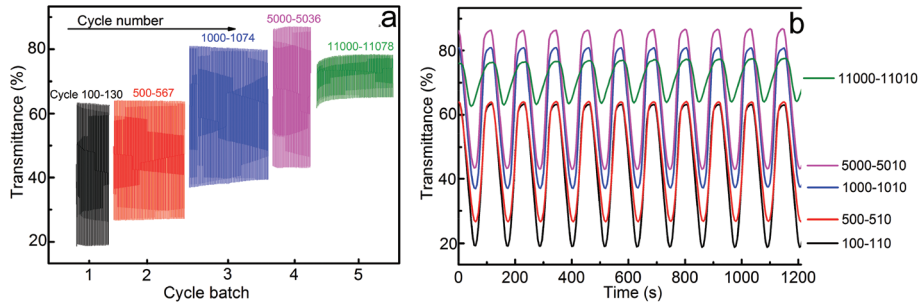 a
Cycle number
5000-5036
1000-1074
11000-11078
Cycle 100-130
500-567
Transmittance (%)
80
60
40
20
1 2 3 4 5
Cycle batch
b
Transmittance (%)
80
60
40
20
0 200 400 600 800 1000 1200
Time (s)
11000-11010
5000-5010
1000-1010
500-510
100-110